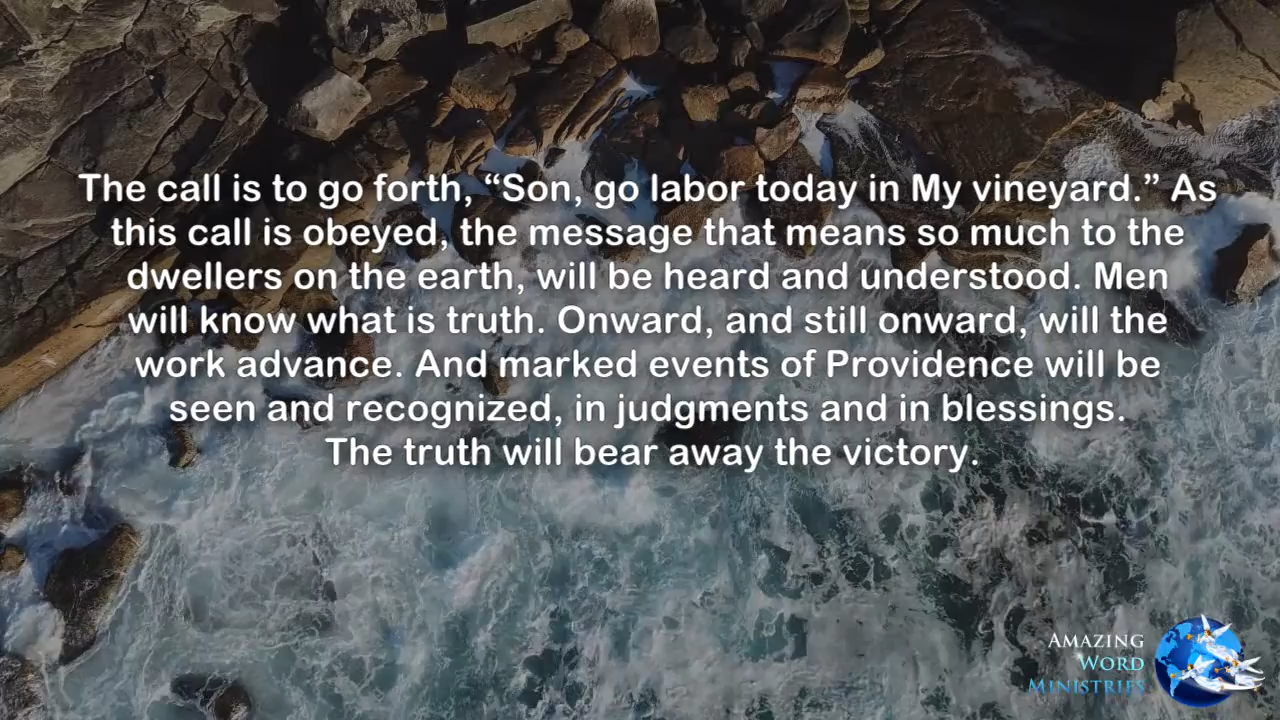 The call is to go forth, “Son, go labor today in My vineyard.” As
this call is obeyed, the message that means so much to the
dwellers on the earth, will be heard and understood. Men
will know what is truth. Onward, and still onward, will the
work advance. And marked events of Providence will be
seen and recognized, in judgments and in blessings.
The truth will bear away the victory.
AMAZING
WORD
MINISTRIES